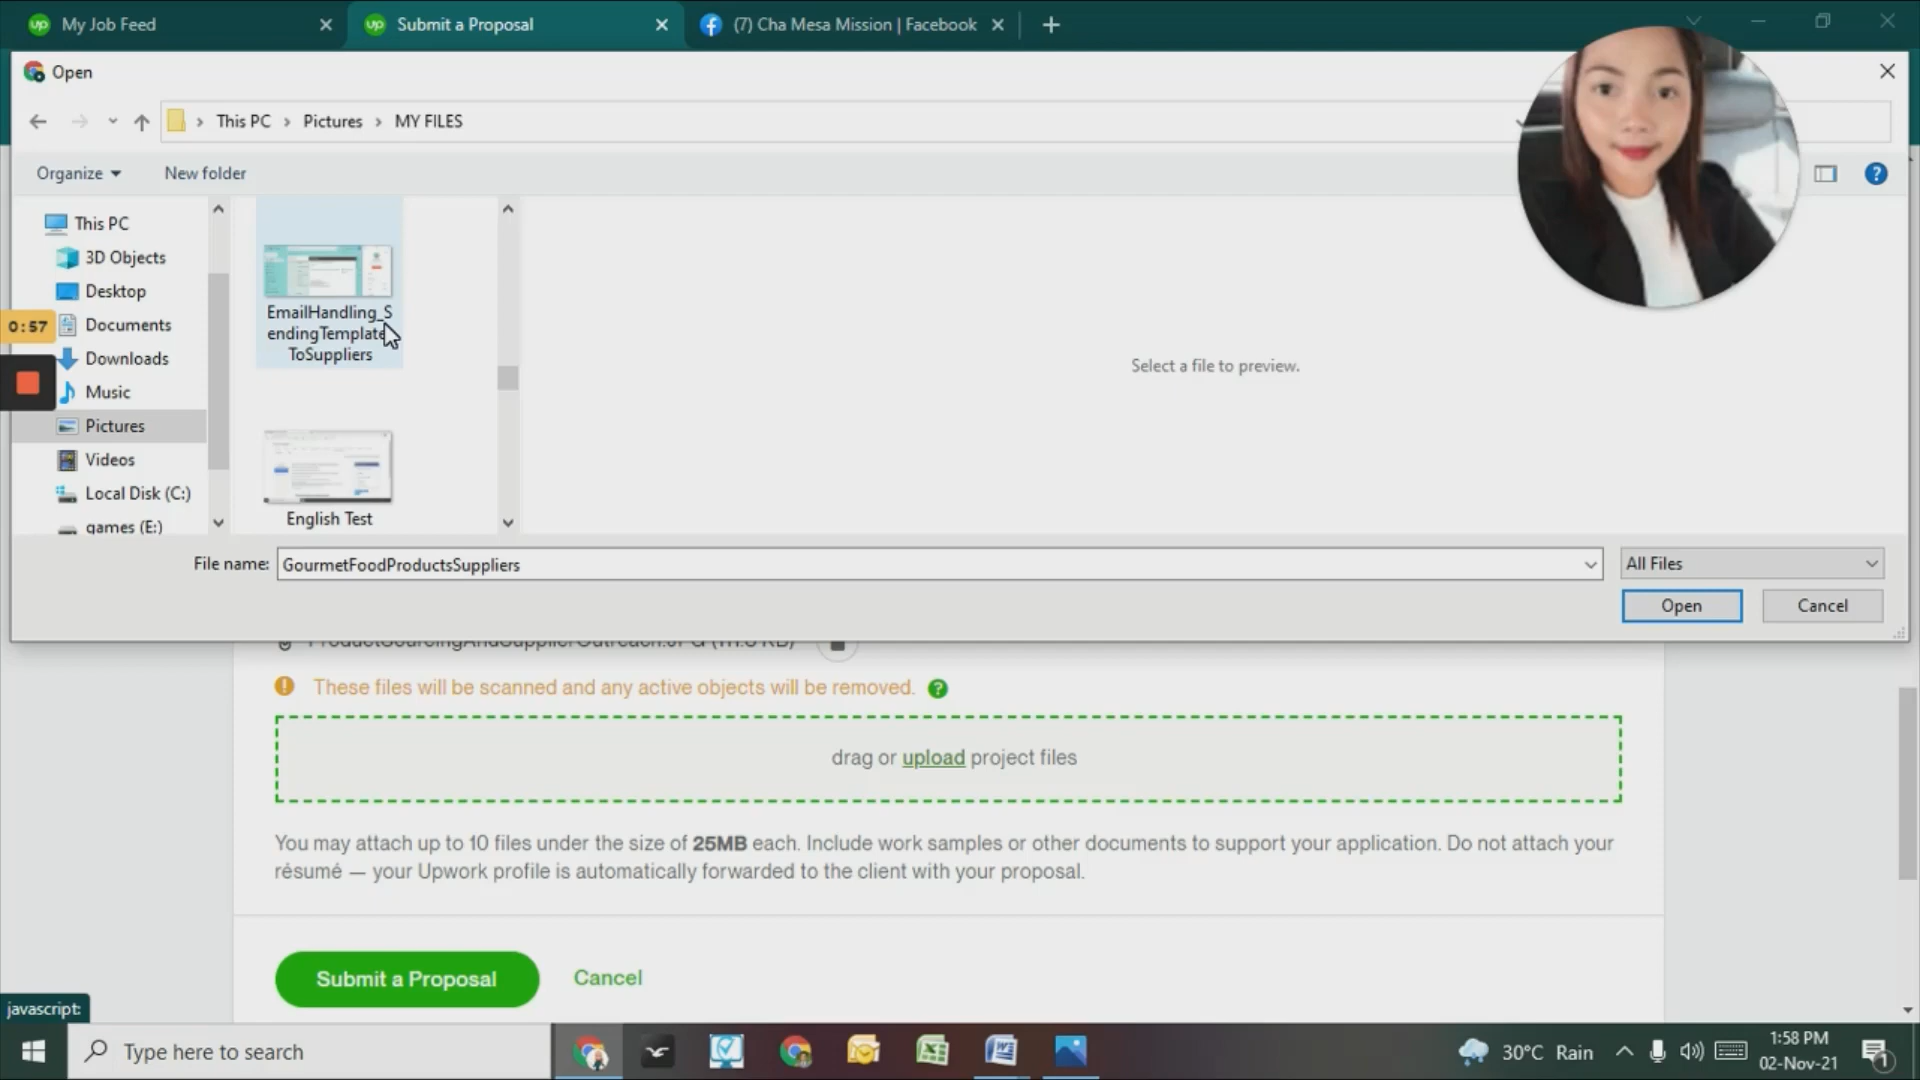 My Job Feed
Submit a Proposal
(7) Cha Mesa Mission | Facebook
Open
This PC
Pictures
MY FILES
Organize
New folder
This PC
3D Objects
Desktop
0:57
Documents
Downloads
Music
Pictures
Videos
Local Disk (C:)
games (E:)
EmailHandling_S
endingTemplate
ToSuppliers
English Test
Select a file to preview.
File name:
GourmetFoodProductsSuppliers
All Files
Open
Cancel
ProductSourcingAndSupplierOutreach.JPG
These files will be scanned and any active objects will be removed.
drag or upload project files
You may attach up to 10 files under the size of 25MB each. Include work samples or other documents to support your application. Do not attach your
résumé — your Upwork profile is automatically forwarded to the client with your proposal.
Submit a Proposal
Cancel
javascript:
Type here to search
30°C Rain
1:58 PM
02-Nov-21
1